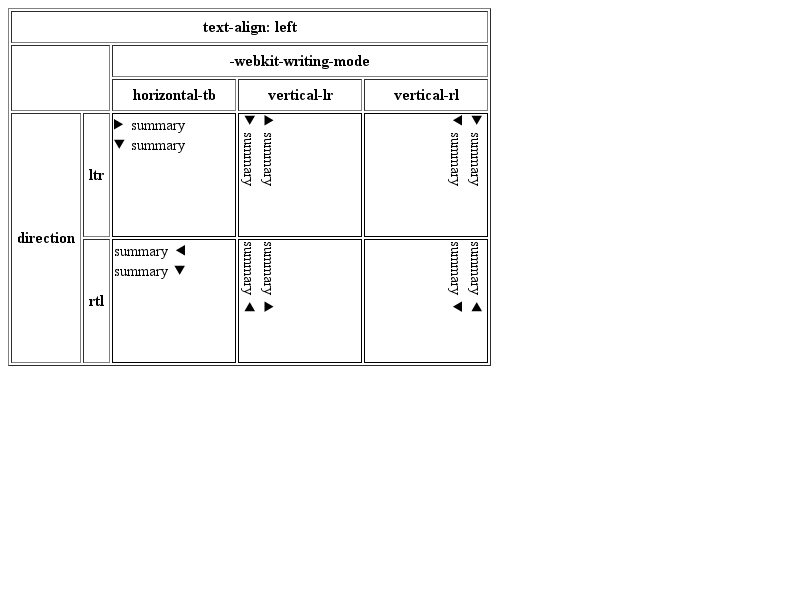 text-align: left
-webkit-writing-mode
horizontal-tb vertical-lr vertical-rl
direction
ltr
▶ summary
▼ summary
▼ summary
▶ summary
◀ summary
▼ summary
rtl
summary ◀
summary ▼
summary ▲
summary ▶
summary ◀
summary ▲